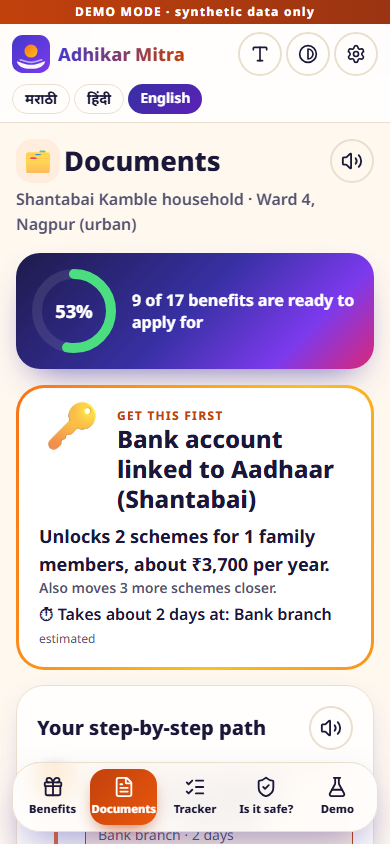 DEMO MODE · synthetic data only
Adhikar Mitra
मराठी हिंदी English
Documents
Shantabai Kamble household · Ward 4,
Nagpur (urban)
53%
9 of 17 benefits are ready to
apply for
GET THIS FIRST
Bank account
linked to Aadhaar
(Shantabai)
Unlocks 2 schemes for 1 family
members, about ₹3,700 per year.
Also moves 3 more schemes closer.
⏱ Takes about 2 days at: Bank branch
estimated
Your step-by-step path
Benefits Documents Tracker Is it safe? Demo
Bank branch · 2 days